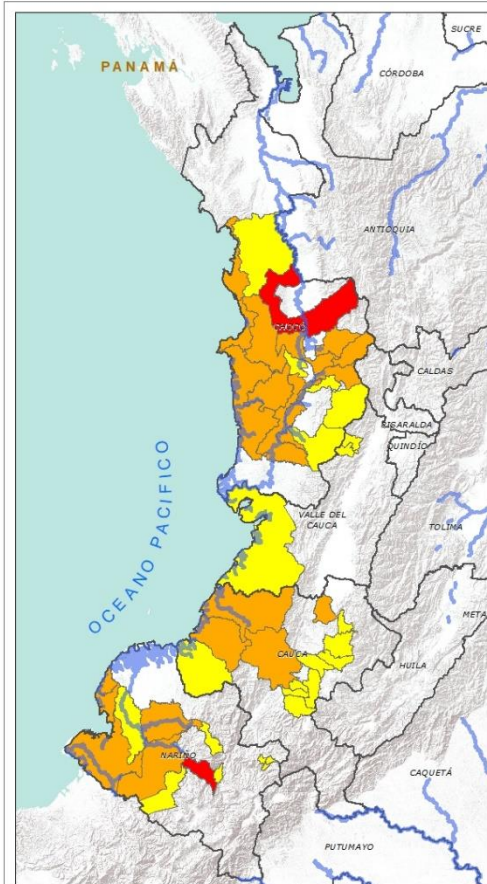 SUCRE
PANAMÁ
CÓRDOBA
ANTIOQUIA
CHOCÓ
CALDAS
RISARALDA
QUINDÍO
OCEANO PACIFICO
VALLE DEL
CAUCA
TOLIMA
META
CAUCA
HUILA
NARIÑO
CAQUETÁ
PUTUMAYO